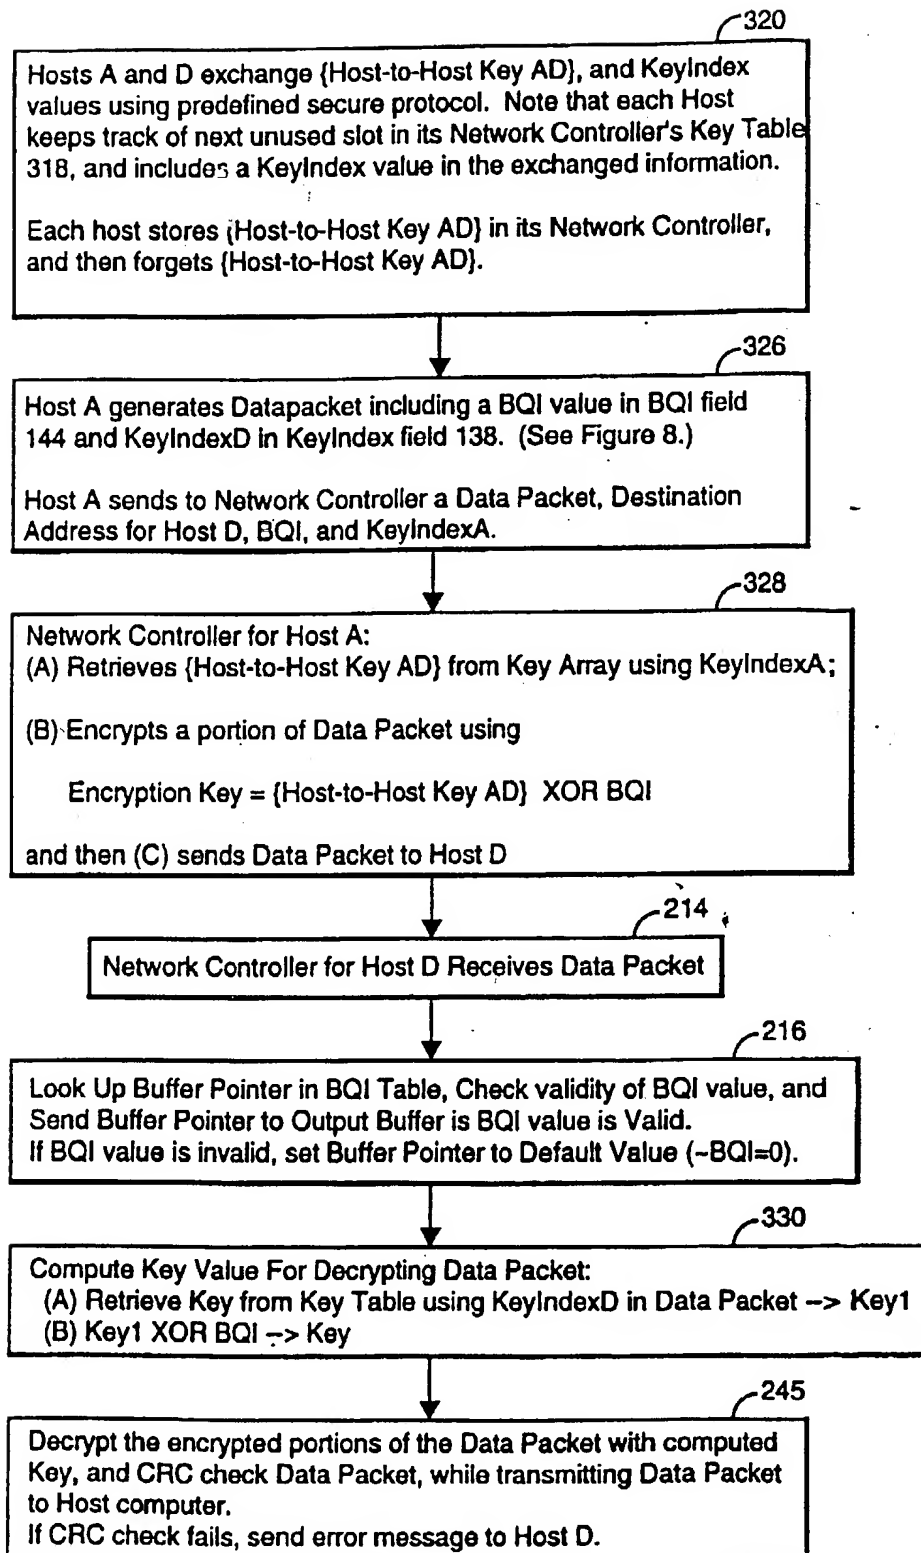 320
Hosts A and D exchange {Host-to-Host Key AD}, and KeyIndex
values using predefined secure protocol. Note that each Host
keeps track of next unused slot in its Network Controller's Key Table
318, and includes a KeyIndex value in the exchanged information.
Each host stores {Host-to-Host Key AD} in its Network Controller,
and then forgets {Host-to-Host Key AD}.
326
Host A generates Datapacket including a BQI value in BQI field
144 and KeyIndexD in KeyIndex field 138. (See Figure 8.)
Host A sends to Network Controller a Data Packet, Destination
Address for Host D, BQI, and KeyIndexA.
328
Network Controller for Host A:
(A) Retrieves {Host-to-Host Key AD} from Key Array using KeyIndexA;
(B) Encrypts a portion of Data Packet using
Encryption Key = {Host-to-Host Key AD} XOR BQI
and then (C) sends Data Packet to Host D
214
Network Controller for Host D Receives Data Packet
216
Look Up Buffer Pointer in BQI Table, Check validity of BQI value, and
Send Buffer Pointer to Output Buffer is BQI value is Valid.
If BQI value is invalid, set Buffer Pointer to Default Value (~BQI=0).
330
Compute Key Value For Decrypting Data Packet:
(A) Retrieve Key from Key Table using KeyIndexD in Data Packet --> Key1
(B) Key1 XOR BQI --> Key
245
Decrypt the encrypted portions of the Data Packet with computed
Key, and CRC check Data Packet, while transmitting Data Packet
to Host computer.
If CRC check fails, send error message to Host D.